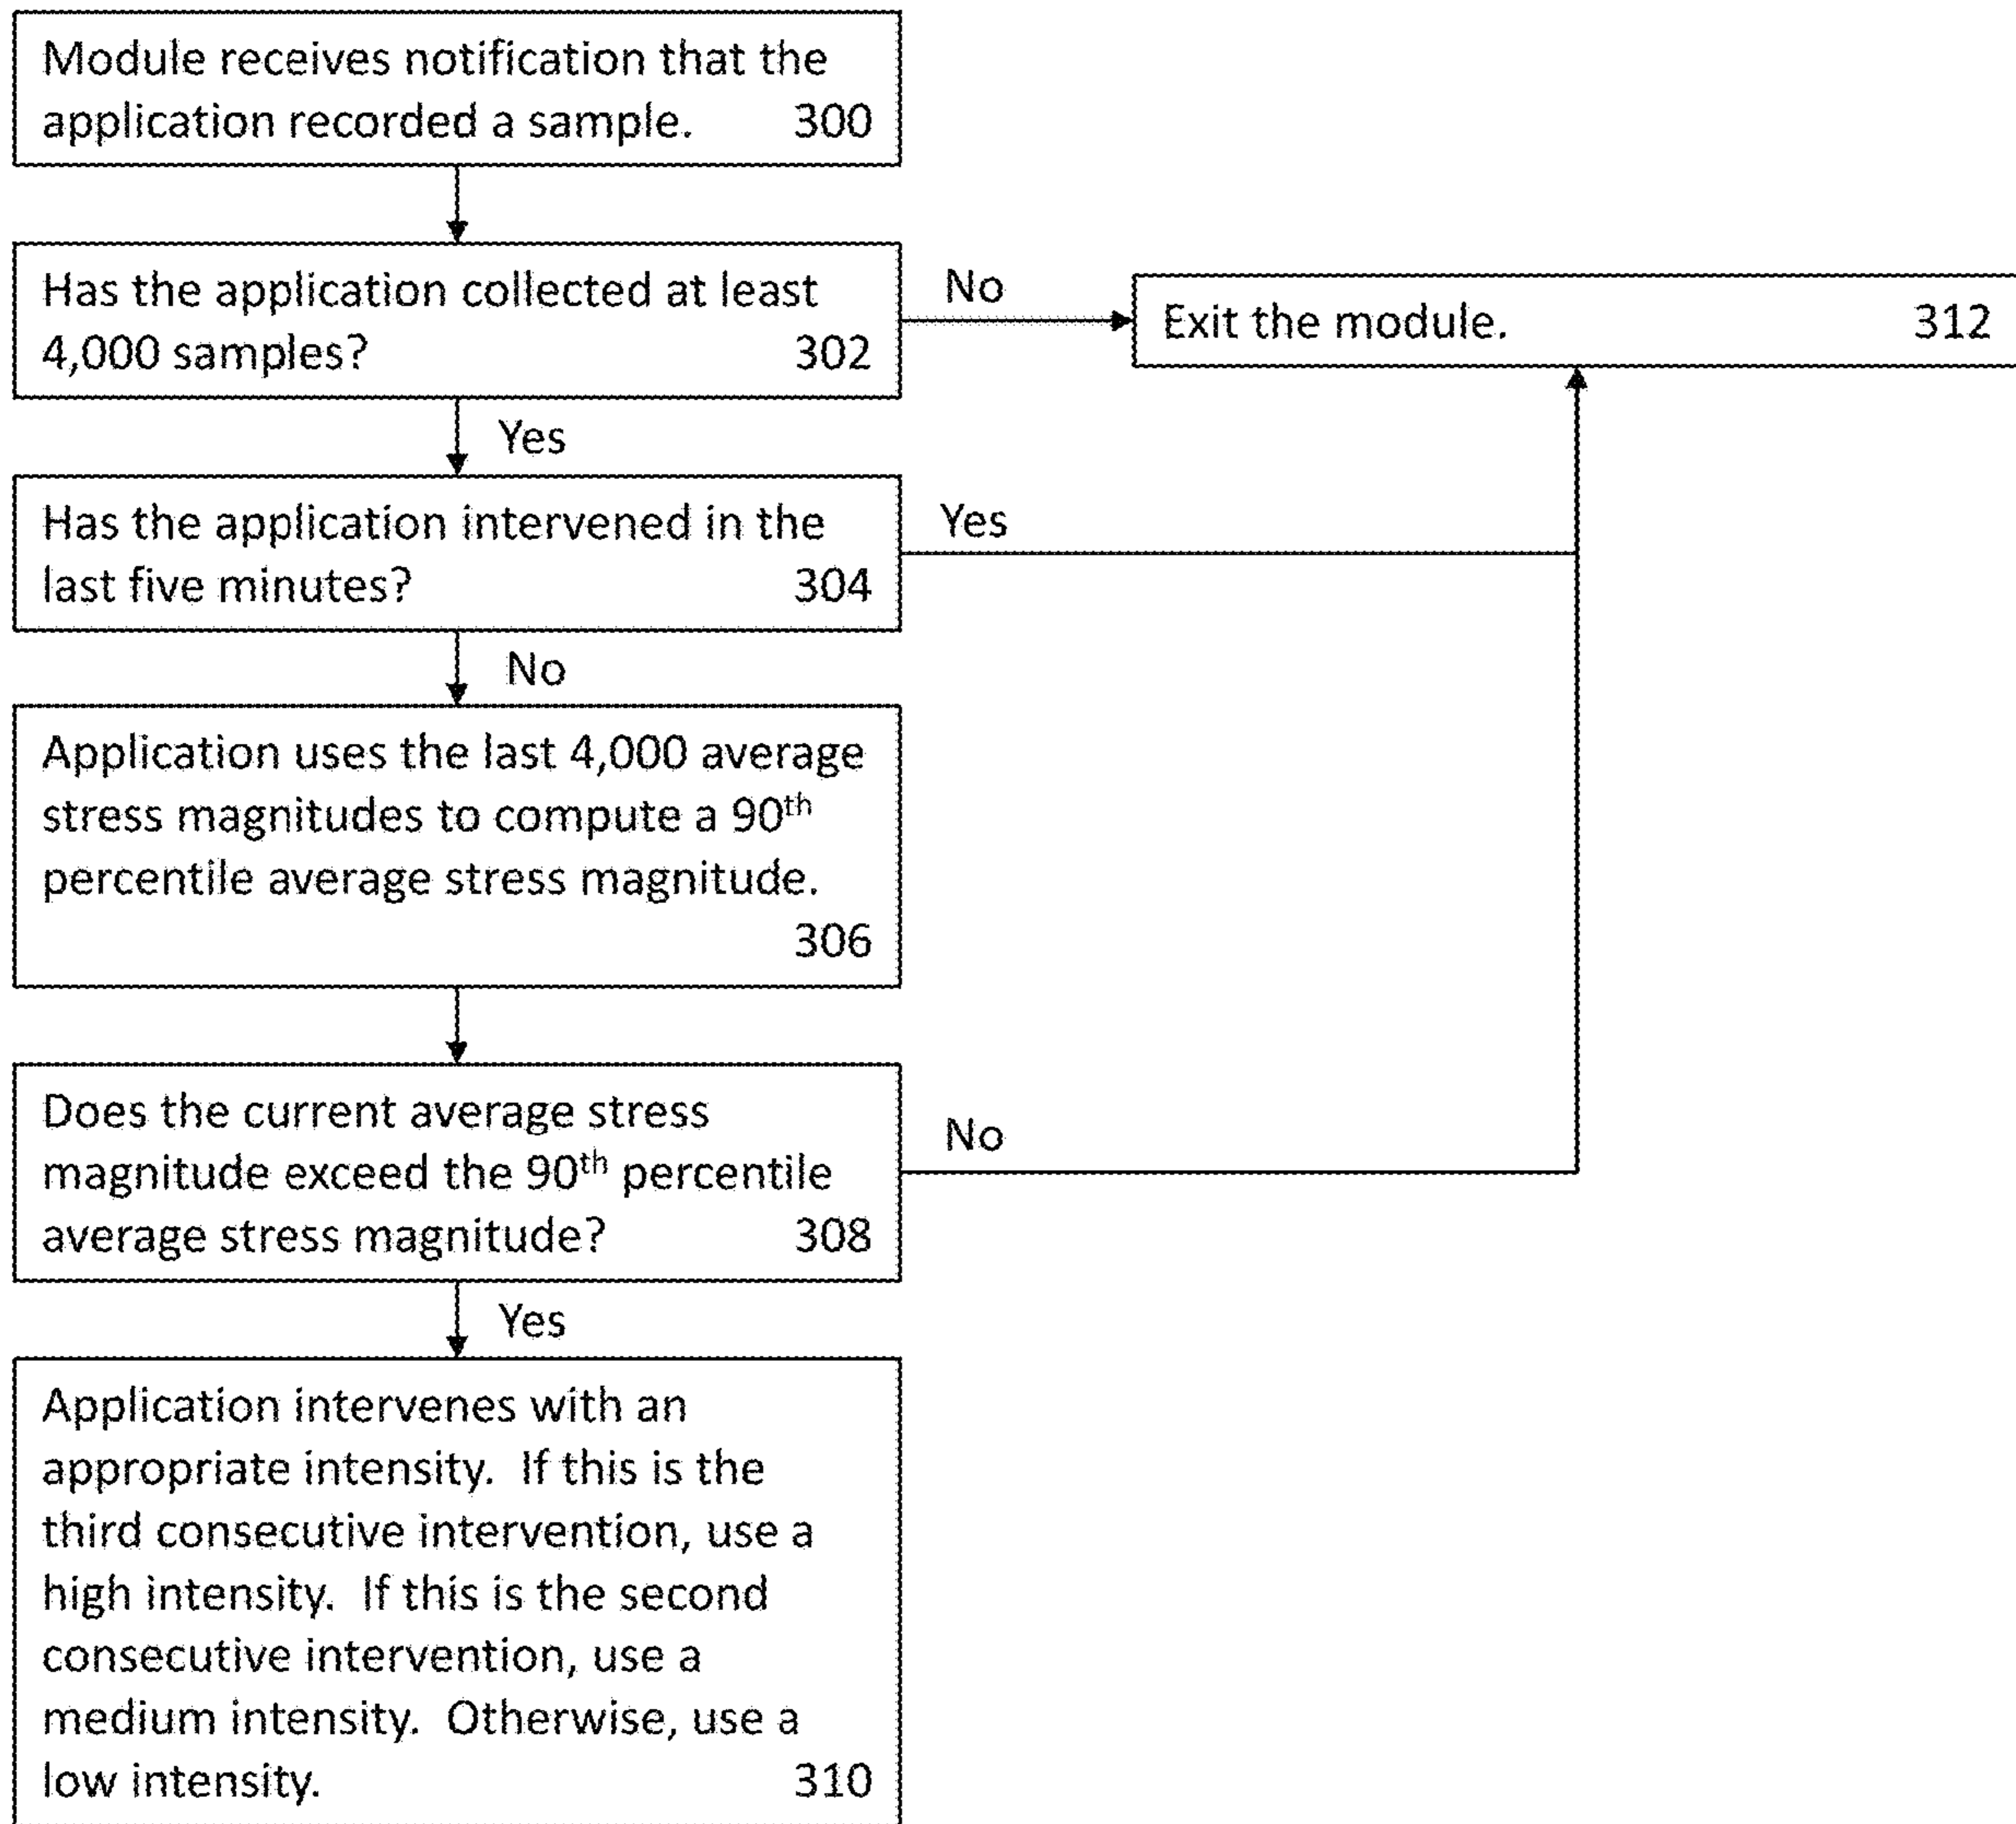 Module receives notification that the
application recorded a sample. 300
Has the application collected at least
4,000 samples? 302
No
Exit the module. 312
Yes
Has the application intervened in the
last five minutes? 304
Yes
No
Application uses the last 4,000 average
stress magnitudes to compute a 90th
percentile average stress magnitude.
306
Does the current average stress
magnitude exceed the 90th percentile
average stress magnitude? 308
No
Yes
Application intervenes with an
appropriate intensity. If this is the
third consecutive intervention, use a
high intensity. If this is the second
consecutive intervention, use a
medium intensity. Otherwise, use a
low intensity. 310